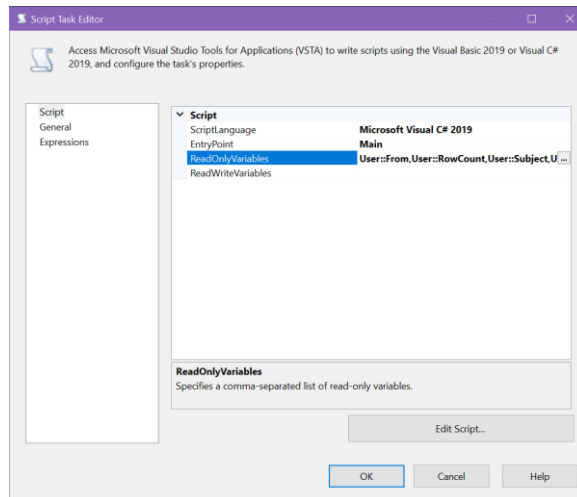 Script Task Editor
Access Microsoft Visual Studio Tools for Applications (VSTA) to write scripts using the Visual Basic 2019 or Visual C#
2019, and configure the task's properties.
Script
General
Expressions
Script
ScriptLanguage Microsoft Visual C# 2019
EntryPoint Main
ReadOnlyVariables User::From,User::RowCount,User::Subject,U ...
ReadWriteVariables
ReadOnlyVariables
Specifies a comma-separated list of read-only variables.
Edit Script...
OK Cancel Help